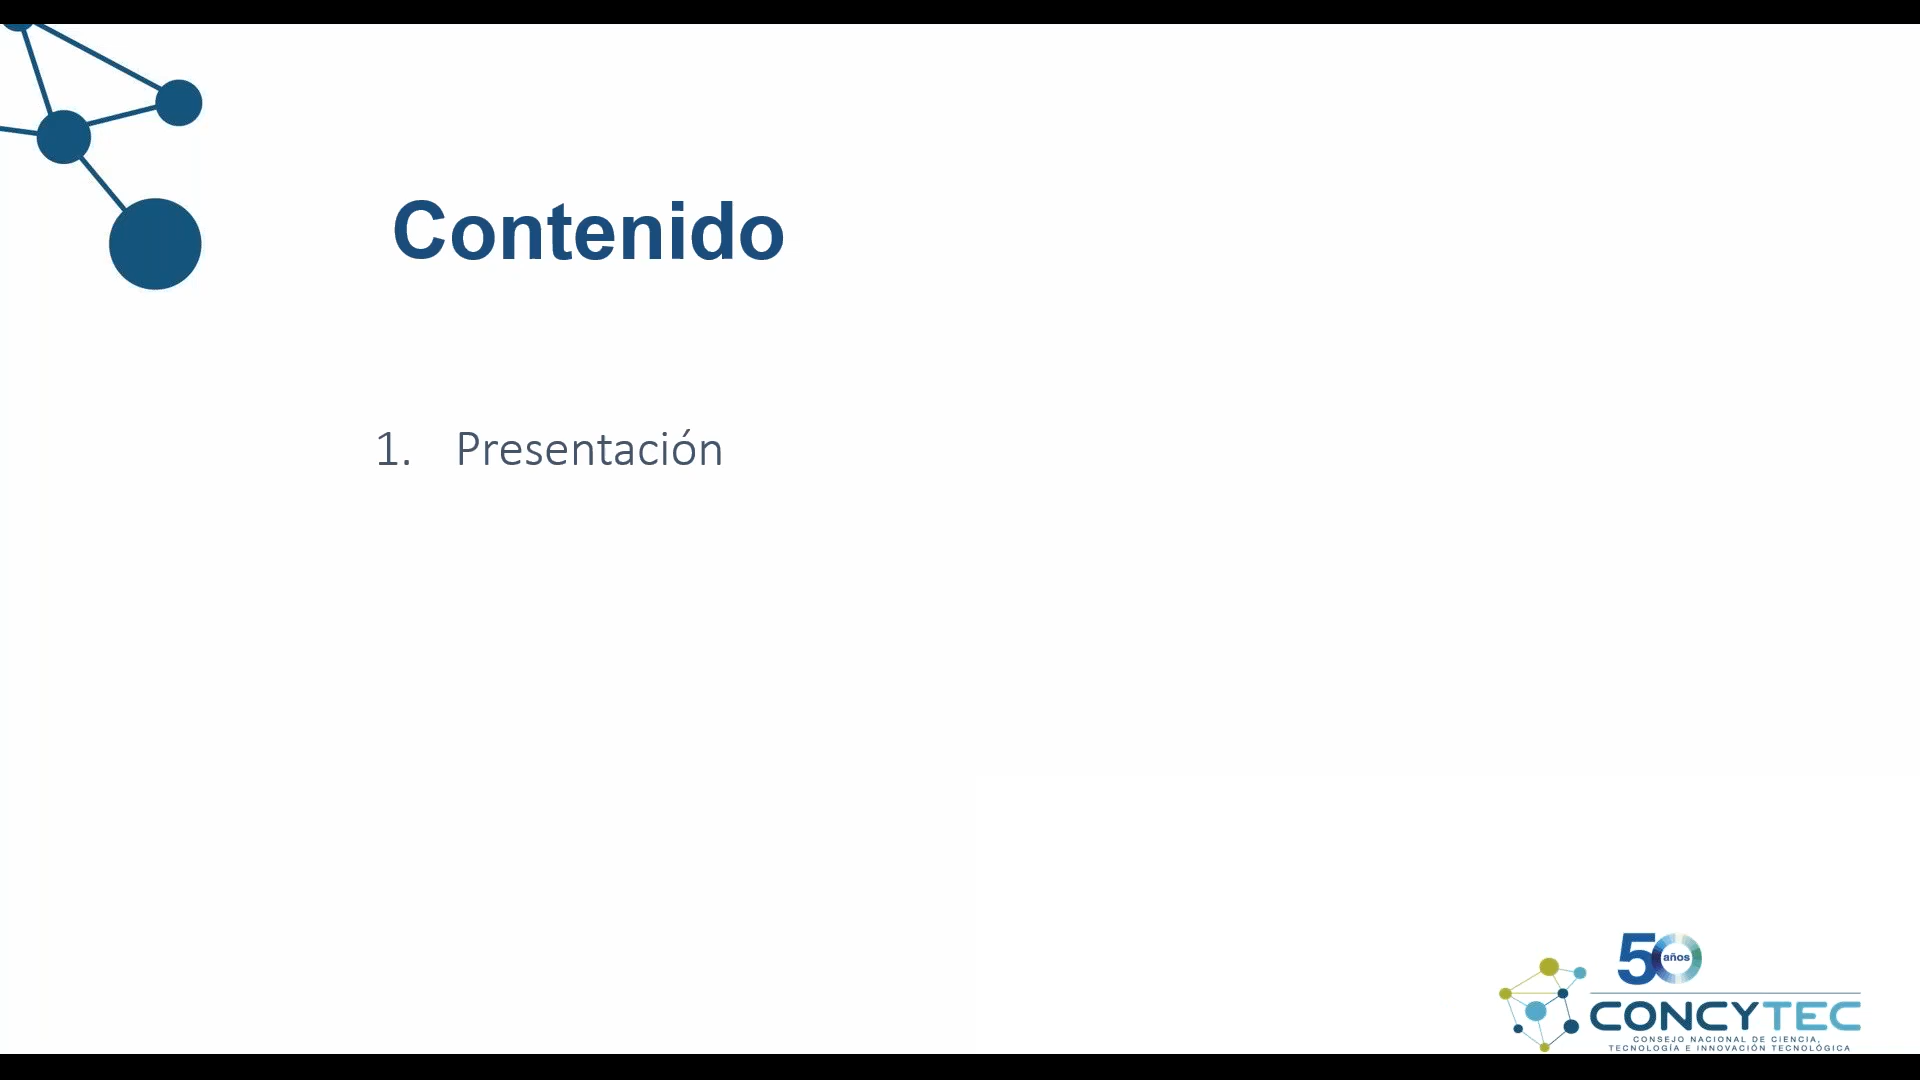 Contenido
1. Presentación
50 años
CONCYTEC
CONSEJO NACIONAL DE CIENCIA,
TECNOLOGÍA E INNOVACIÓN TECNOLÓGICA